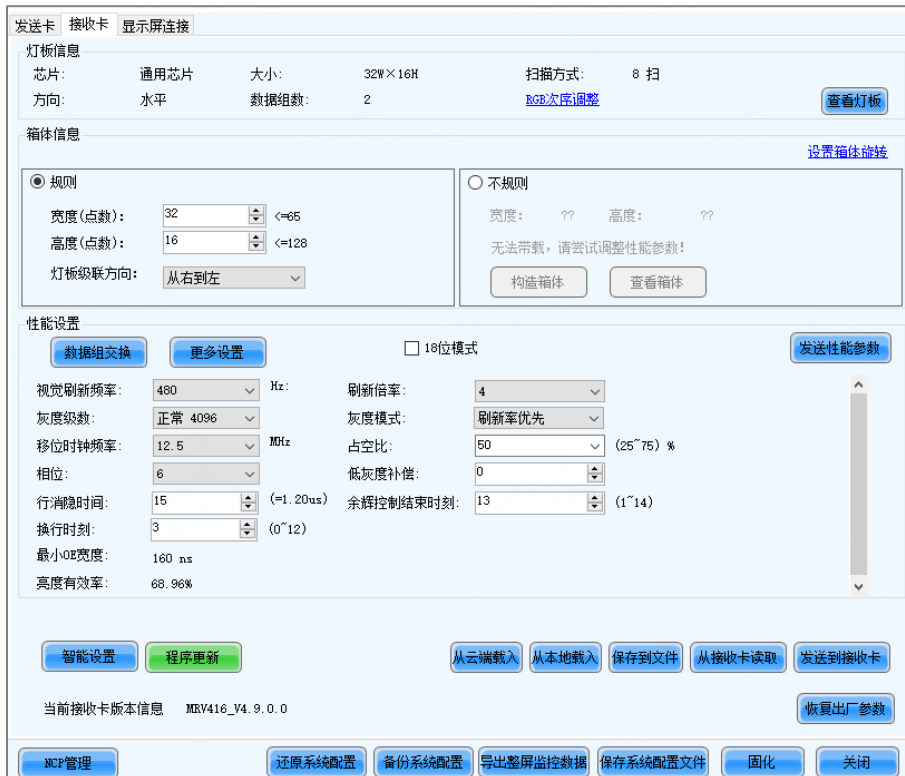 发送卡 接收卡 显示屏连接
灯板信息
芯片: 通用芯片 大小: 32W×16H 扫描方式: 8 扫
方向: 水平 数据组数: 2 RGB次序调整 查看灯板
箱体信息
设置箱体旋转
规则 不规则
宽度(点数): 32 <=65 宽度: ?? 高度: ??
高度(点数): 16 <=128 无法带载，请尝试调整性能参数!
灯板级联方向: 从右到左 构造箱体 查看箱体
性能设置
数据组交换 更多设置 18位模式 发送性能参数
视觉刷新频率: 480 Hz: 刷新倍率: 4
灰度级数: 正常 4096 灰度模式: 刷新率优先
移位时钟频率: 12.5 MHz 占空比: 50 (25~75) %
相位: 6 低灰度补偿: 0
行消隐时间: 15 (=1.20us) 余辉控制结束时刻: 13 (1~14)
换行时刻: 3 (0~12)
最小OE宽度: 160 ns
亮度有效率: 68.96%
智能设置 程序更新 从云端载入 从本地载入 保存到文件 从接收卡读取 发送到接收卡
当前接收卡版本信息 MRV416_V4.9.0.0 恢复出厂参数
NCP管理 还原系统配置 备份系统配置 导出整屏监控数据 保存系统配置文件 固化 关闭